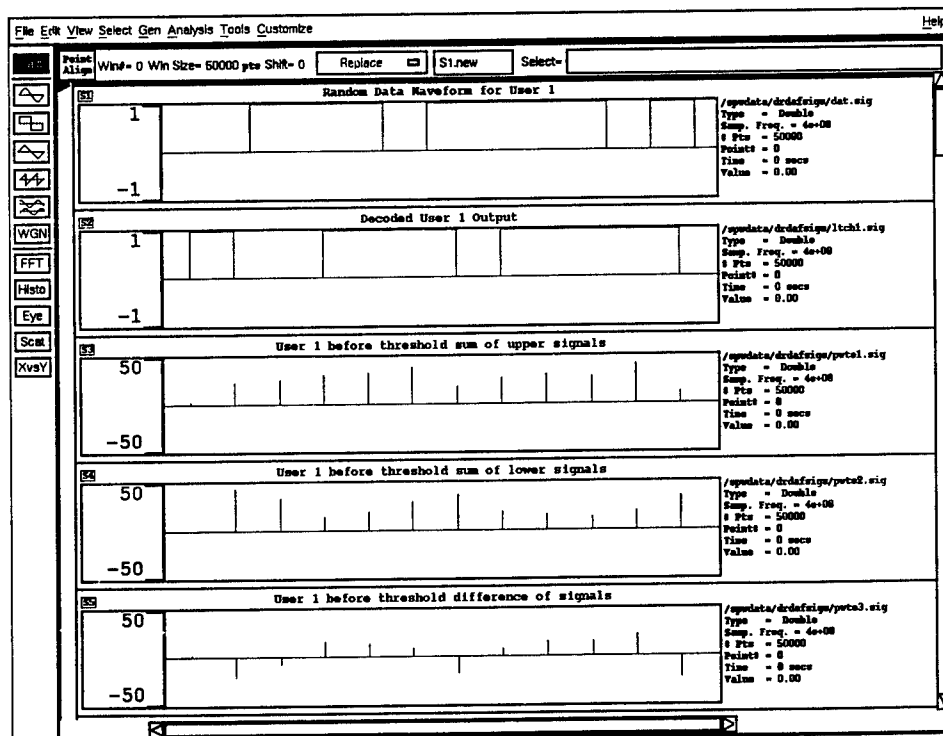 Help
File Edit View Select Gen Analysis Tools Customize
Point Align
Win#= 0 Win Size= 50000 pts Shift= 0
Replace
S1.new
Select=
WGN
FFT
Histo
Eye
Scat
XvsY
S1
Random Data Waveform for User 1
1
-1
/spwdata/drdafsigs/dat.sig
Type = Double
Samp. Freq. = 4e+08
# Pts = 50000
Point# = 0
Time = 0 secs
Value = 0.00
S2
Decoded User 1 Output
1
-1
/spwdata/drdafsigs/ltch1.sig
Type = Double
Samp. Freq. = 4e+08
# Pts = 50000
Point# = 0
Time = 0 secs
Value = 0.00
S3
User 1 before threshold sum of upper signals
50
-50
/spwdata/drdafsigs/pvts1.sig
Type = Double
Samp. Freq. = 4e+08
# Pts = 50000
Point# = 0
Time = 0 secs
Value = 0.00
S4
User 1 before threshold sum of lower signals
50
-50
/spwdata/drdafsigs/pvts2.sig
Type = Double
Samp. Freq. = 4e+08
# Pts = 50000
Point# = 0
Time = 0 secs
Value = 0.00
S5
User 1 before threshold difference of signals
50
-50
/spwdata/drdafsigs/pvts3.sig
Type = Double
Samp. Freq. = 4e+08
# Pts = 50000
Point# = 0
Time = 0 secs
Value = 0.00